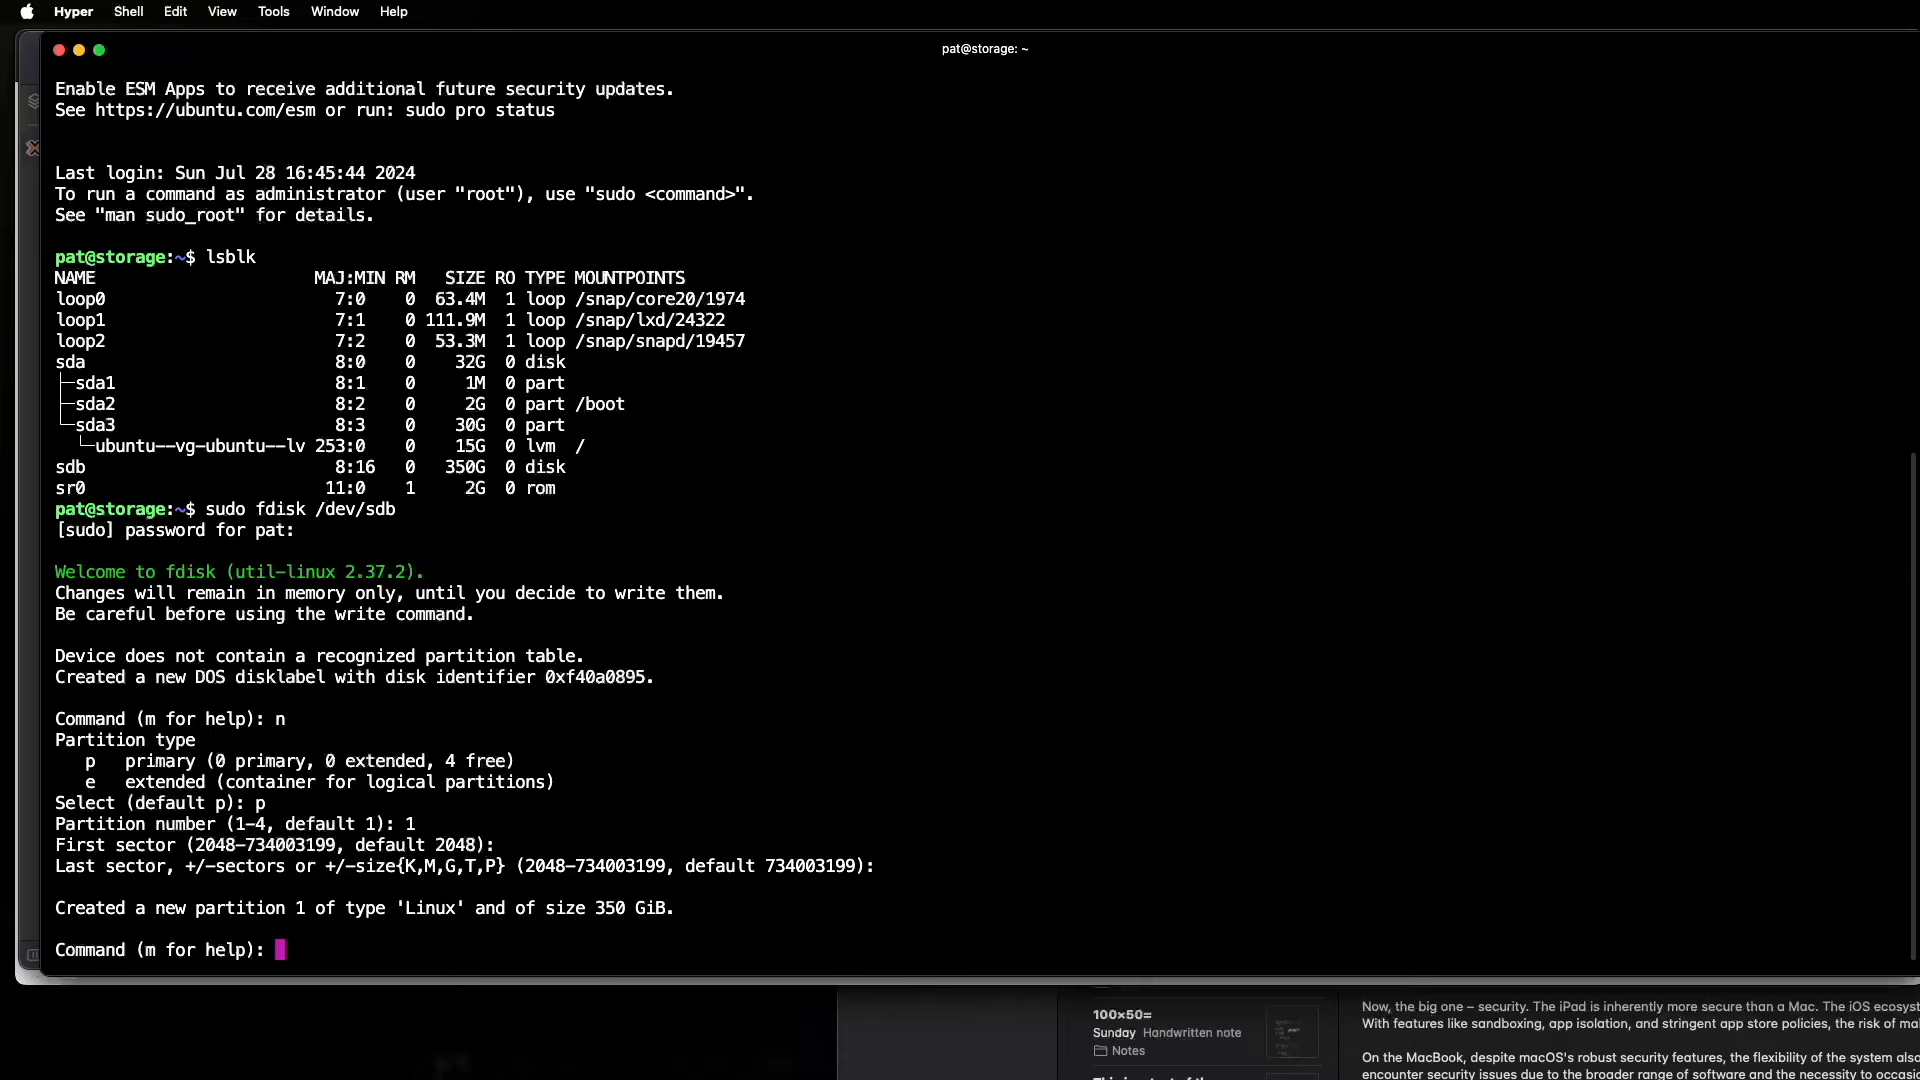 Hyper Shell Edit View Tools Window Help
pat@storage: ~
Enable ESM Apps to receive additional future security updates.
See https://ubuntu.com/esm or run: sudo pro status
Last login: Sun Jul 28 16:45:44 2024
To run a command as administrator (user "root"), use "sudo <command>".
See "man sudo_root" for details.
pat@storage:~$ lsblk
NAME MAJ:MIN RM SIZE RO TYPE MOUNTPOINTS
loop0 7:0 0 63.4M 1 loop /snap/core20/1974
loop1 7:1 0 111.9M 1 loop /snap/lxd/24322
loop2 7:2 0 53.3M 1 loop /snap/snapd/19457
sda 8:0 0 32G 0 disk
├─sda1 8:1 0 1M 0 part
├─sda2 8:2 0 2G 0 part /boot
└─sda3 8:3 0 30G 0 part
└─ubuntu--vg-ubuntu--lv 253:0 0 15G 0 lvm /
sdb 8:16 0 350G 0 disk
sr0 11:0 1 2G 0 rom
pat@storage:~$ sudo fdisk /dev/sdb
[sudo] password for pat:
Welcome to fdisk (util-linux 2.37.2).
Changes will remain in memory only, until you decide to write them.
Be careful before using the write command.
Device does not contain a recognized partition table.
Created a new DOS disklabel with disk identifier 0xf40a0895.
Command (m for help): n
Partition type
p primary (0 primary, 0 extended, 4 free)
e extended (container for logical partitions)
Select (default p): p
Partition number (1-4, default 1): 1
First sector (2048-734003199, default 2048):
Last sector, +/-sectors or +/-size{K,M,G,T,P} (2048-734003199, default 734003199):
Created a new partition 1 of type 'Linux' and of size 350 GiB.
Command (m for help):
100×50=
Sunday Handwritten note
Notes
Now, the big one – security. The iPad is inherently more secure than a Mac. The iOS ecosyst
With features like sandboxing, app isolation, and stringent app store policies, the risk of mal
On the MacBook, despite macOS's robust security features, the flexibility of the system also
encounter security issues due to the broader range of software and the necessity to occasio